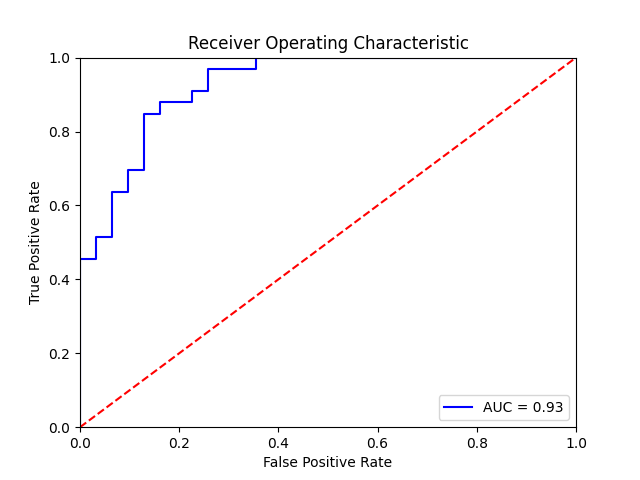 Receiver Operating Characteristic
1.0
0.8
0.6
0.4
0.2
0.0
True Positive Rate
AUC = 0.93
0.0 0.2 0.4 0.6 0.8 1.0
False Positive Rate